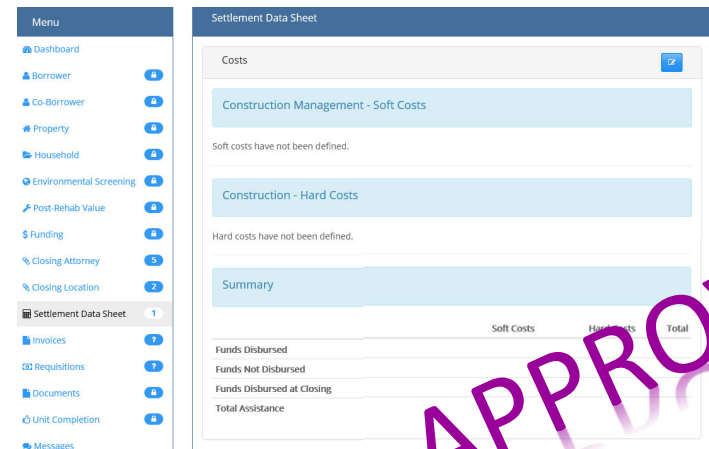 Menu
Dashboard
Borrower
Co-Borrower
Property
Household
Environmental Screening
Post-Rehab Value
$ Funding
Closing Attorney 5
Closing Location 2
Settlement Data Sheet 1
Invoices ?
Requisitions ?
Documents
Unit Completion
Messages
Settlement Data Sheet
Costs
Construction Management - Soft Costs
Soft costs have not been defined.
Construction - Hard Costs
Hard costs have not been defined.
Summary
Soft Costs Hard Costs Total
Funds Disbursed
Funds Not Disbursed
Funds Disbursed at Closing
Total Assistance
APPRO